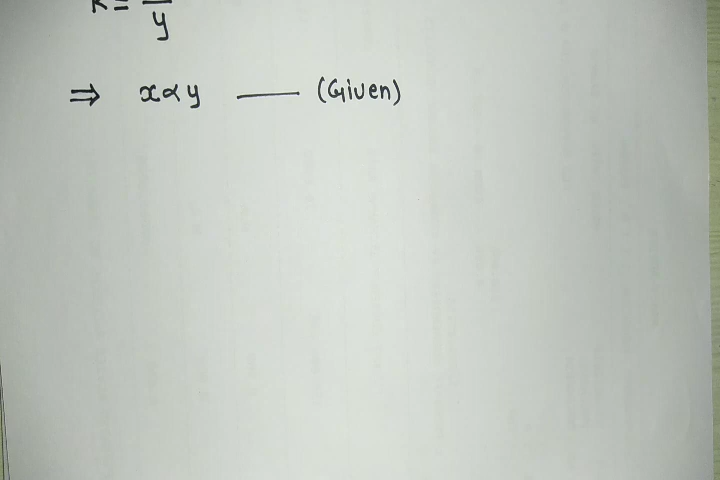 K = —
y
⇒ x ∝ y —— (Given)